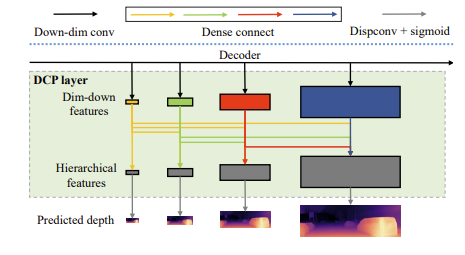 Down-dim conv
Dense connect
Dispconv + sigmoid
Decoder
DCP layer
Dim-down
features
Hierarchical
features
Predicted depth